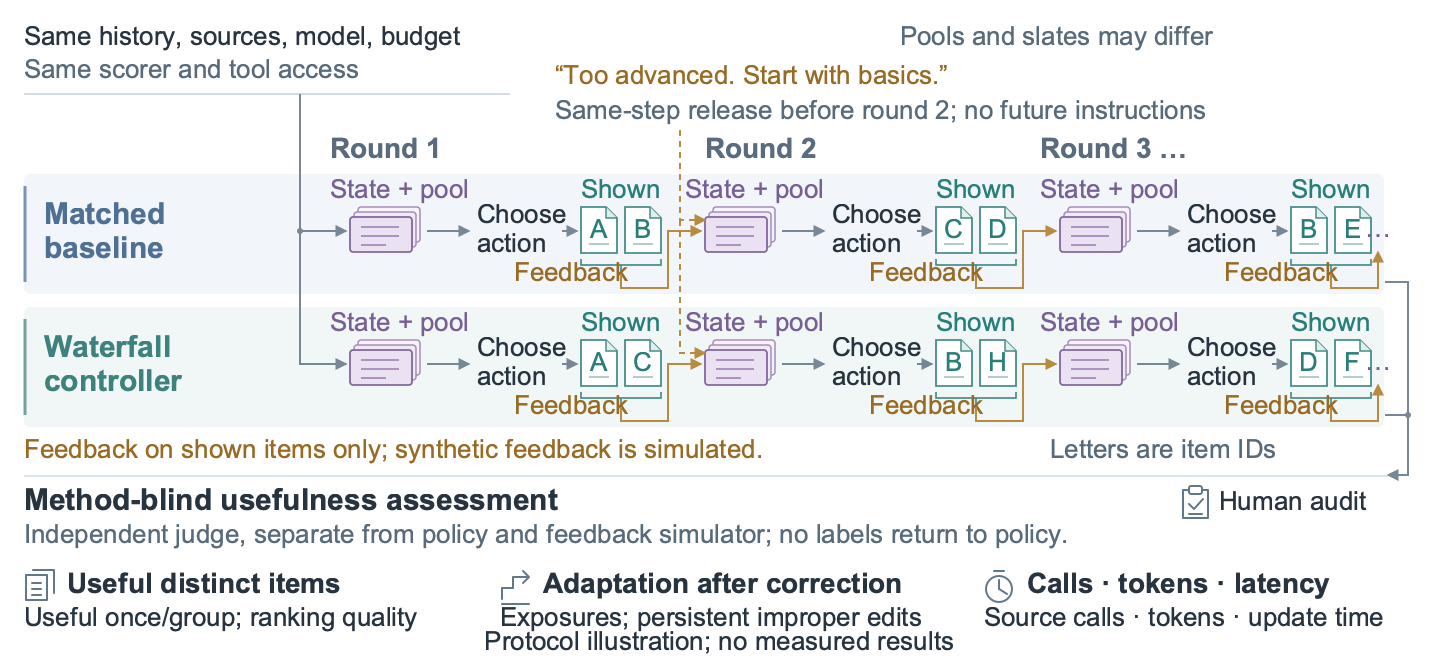 Same history, sources, model, budget
Pools and slates may differ
Same scorer and tool access
“Too advanced. Start with basics.”
Same-step release before round 2; no future instructions
Round 1
Round 2
Round 3 …
Matched
baseline
State + pool
Choose
action
Shown
A B
Feedback
State + pool
Choose
action
Shown
C D
Feedback
State + pool
Choose
action
Shown
B E …
Feedback
Waterfall
controller
State + pool
Choose
action
Shown
A C
Feedback
State + pool
Choose
action
Shown
B H
Feedback
State + pool
Choose
action
Shown
D F …
Feedback
Feedback on shown items only; synthetic feedback is simulated.
Letters are item IDs
Method-blind usefulness assessment
Human audit
Independent judge, separate from policy and feedback simulator; no labels return to policy.
Useful distinct items
Useful once/group; ranking quality
Adaptation after correction
Exposures; persistent improper edits
Calls · tokens · latency
Source calls · tokens · update time
Protocol illustration; no measured results